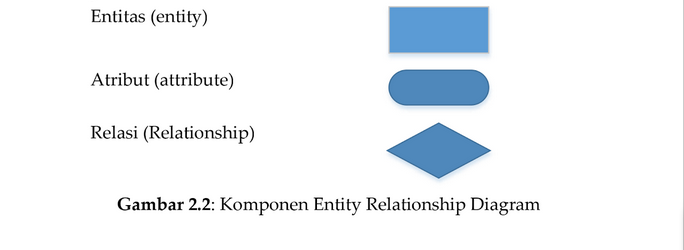 Entitas (entity)
Atribut (attribute)
Relasi (Relationship)
Gambar 2.2: Komponen Entity Relationship Diagram